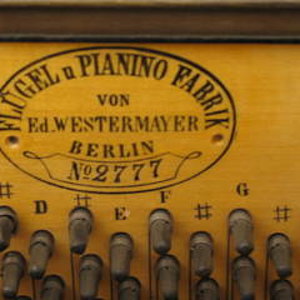 FLÜGEL u PIANINO FABRIK
VON
ED. WESTERMAYER
BERLIN
No 2777
# D # E F # G #